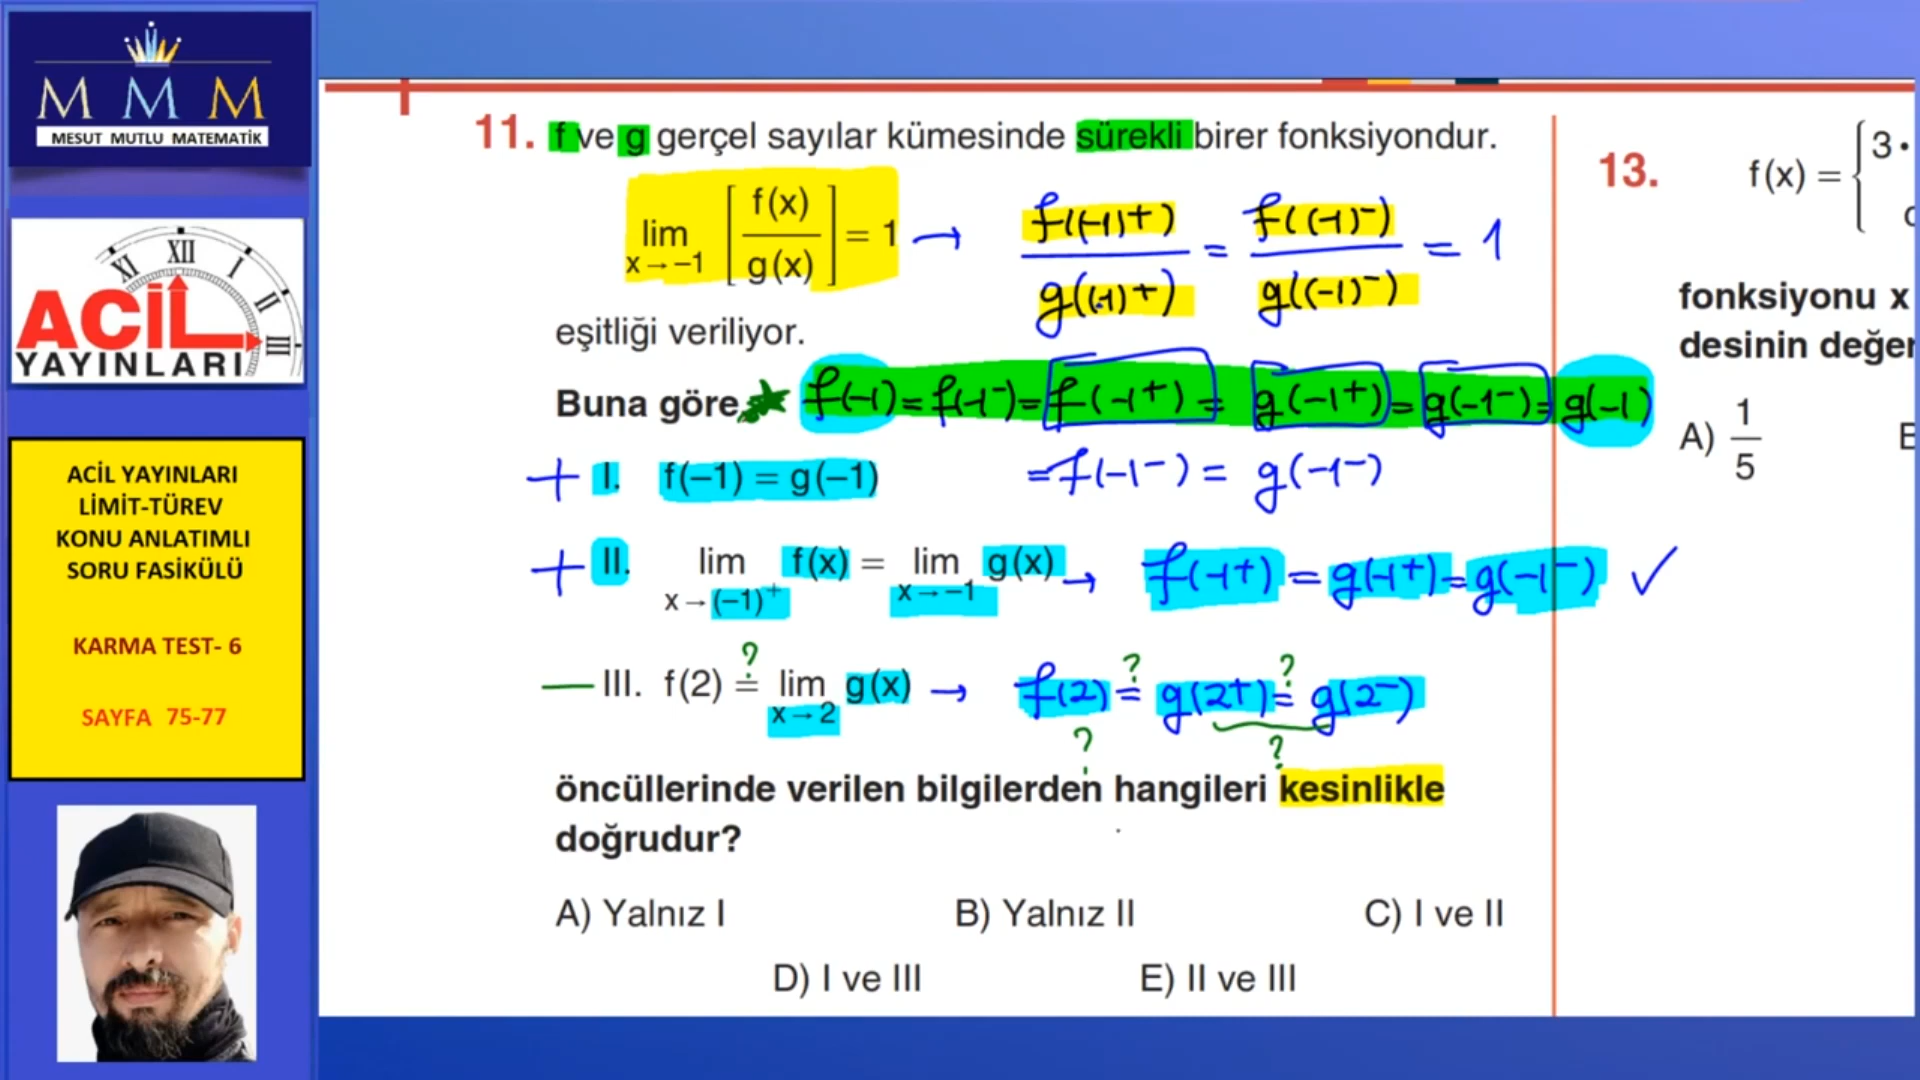 M M M
MESUT MUTLU MATEMATİK
XI XII I II III
ACİL
YAYINLARI
ACİL YAYINLARI
LİMİT-TÜREV
KONU ANLATIMLI
SORU FASİKÜLÜ
KARMA TEST- 6
SAYFA 75-77
11. f ve g gerçel sayılar kümesinde sürekli birer fonksiyondur.
lim x→-1 [f(x)/g(x)] = 1 → f((-1)+)/g((-1)+) = f((-1)-)/g((-1)-) = 1
eşitliği veriliyor.
Buna göre, f(-1) = f(-1-) = f(-1+) = g(-1+) = g(-1-) = g(-1)
+ I. f(-1) = g(-1) = f(-1-) = g(-1-)
+ II. lim x→(-1)+ f(x) = lim x→-1 g(x) → f(-1+) = g(-1+) = g(-1-) ✓
— III. f(2) ?= lim x→2 g(x) → f(2) ?= g(2+) ?= g(2-)
? ?
öncüllerinde verilen bilgilerden hangileri kesinlikle
doğrudur?
A) Yalnız I B) Yalnız II C) I ve II
D) I ve III E) II ve III
13. f(x) = { 3·
fonksiyonu x
desinin değer
A) 1/5